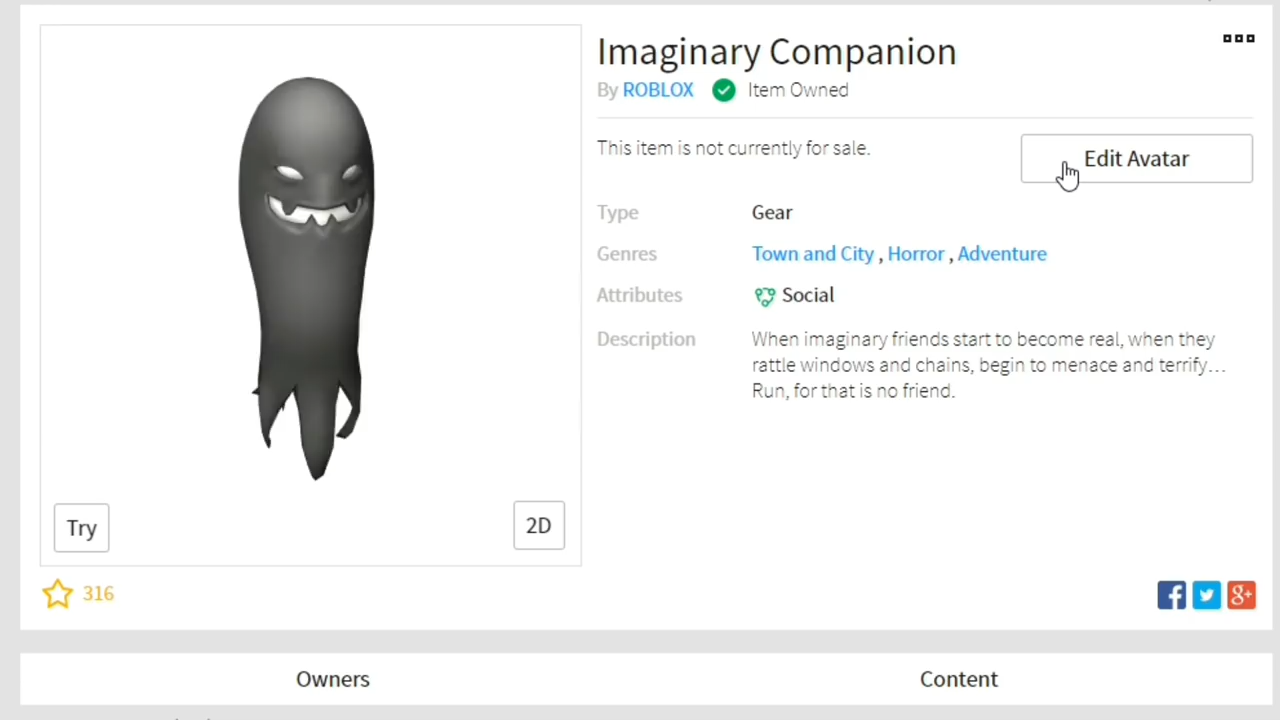 Imaginary Companion
By ROBLOX Item Owned
This item is not currently for sale.
Edit Avatar
Type Gear
Genres Town and City , Horror , Adventure
Attributes Social
Description When imaginary friends start to become real, when they
rattle windows and chains, begin to menace and terrify…
Run, for that is no friend.
Try
2D
316
f
g+
Owners
Content